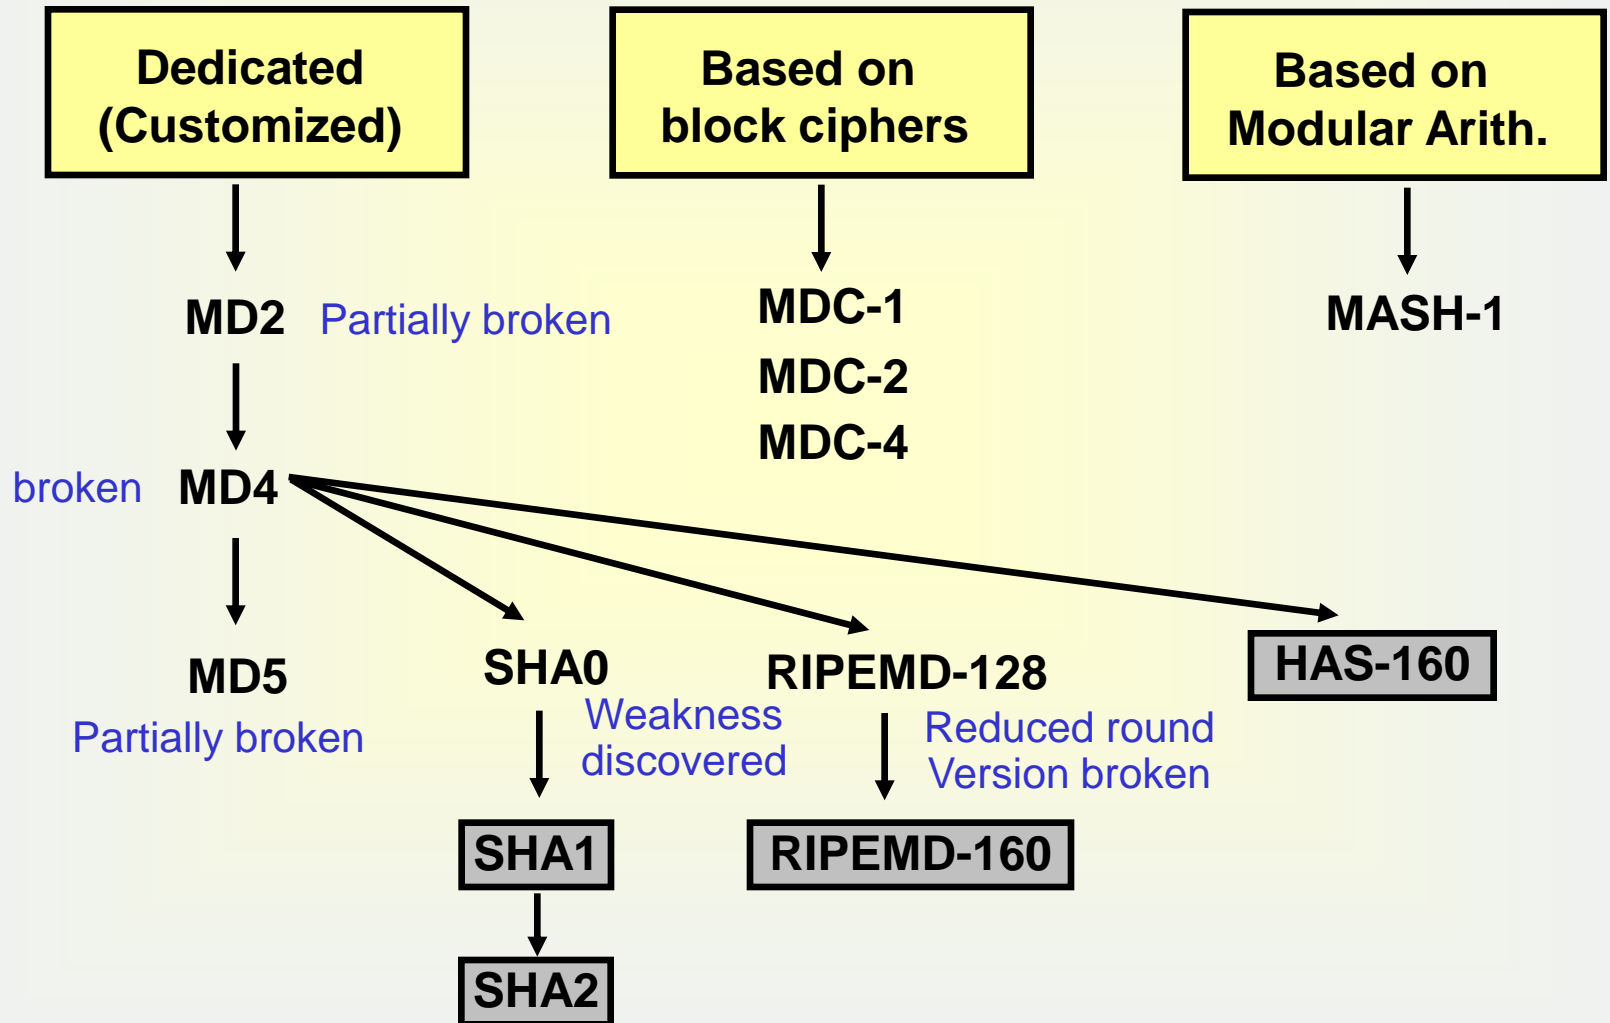 Dedicated
(Customized)
Based on
block ciphers
Based on
Modular Arith.
MD2
Partially broken
MDC-1
MDC-2
MDC-4
MASH-1
broken
MD4
MD5
Partially broken
SHA0
Weakness
discovered
RIPEMD-128
Reduced round
Version broken
HAS-160
SHA1
RIPEMD-160
SHA2